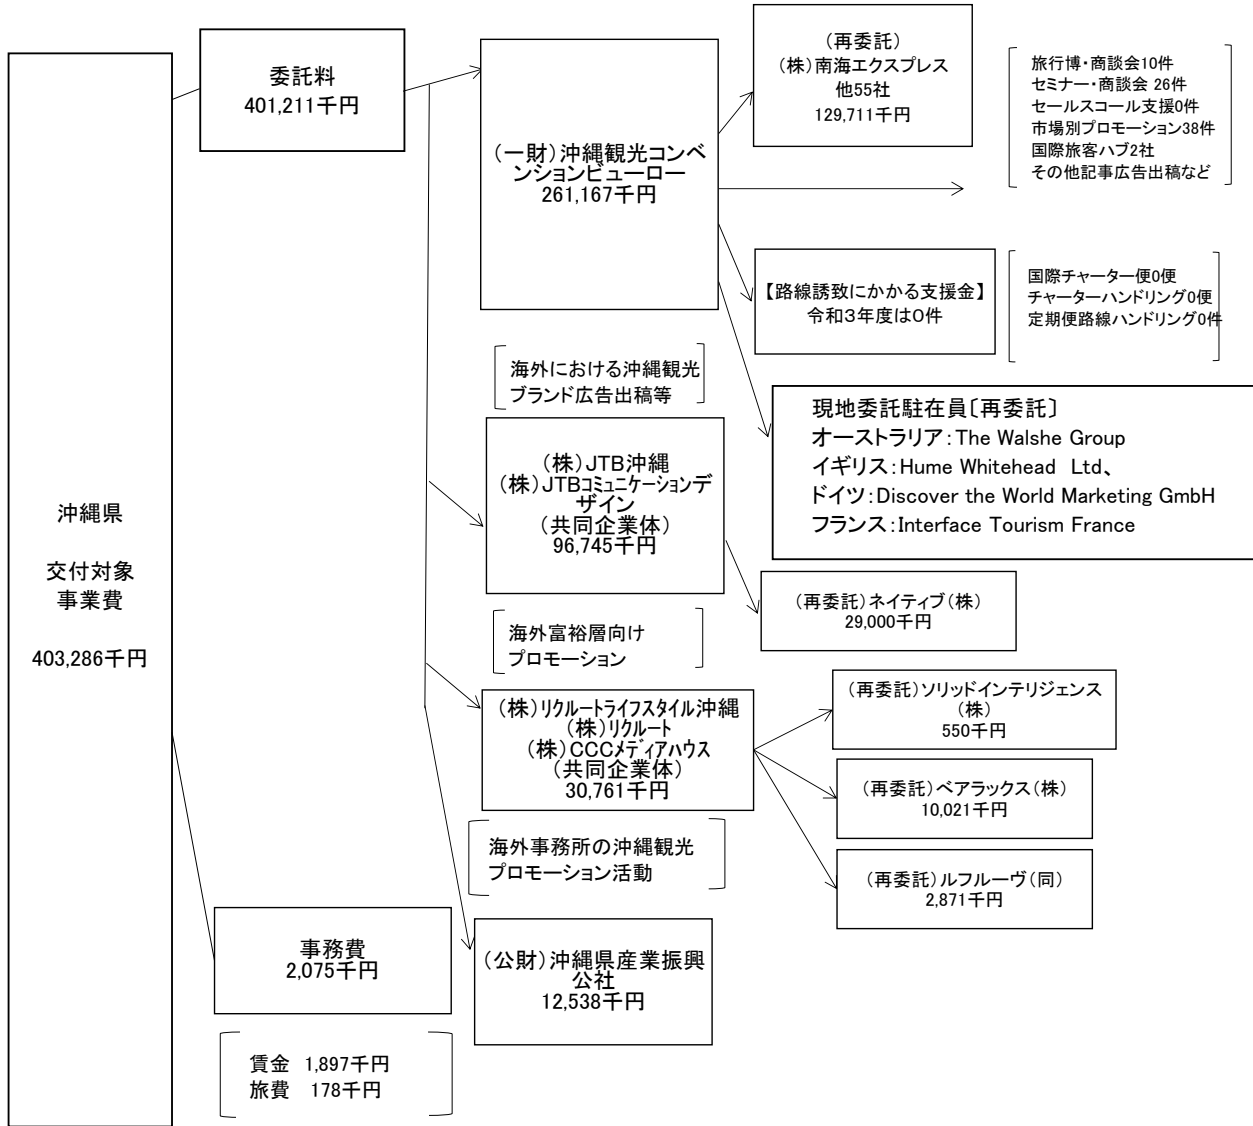 沖縄県
交付対象
事業費
403,286千円
委託料
401,211千円
(一財)沖縄観光コンベ
ンションビューロー
261,167千円
(再委託)
(株)南海エクスプレス
他55社
129,711千円
旅行博・商談会10件
セミナー・商談会 26件
セールスコール支援0件
市場別プロモーション38件
国際旅客ハブ2社
その他記事広告出稿など
【路線誘致にかかる支援金】
令和3年度は0件
国際チャーター便0便
チャーターハンドリング0便
定期便路線ハンドリング0件
現地委託駐在員〔再委託〕
オーストラリア:The Walshe Group
イギリス:Hume Whitehead Ltd、
ドイツ:Discover the World Marketing GmbH
フランス:Interface Tourism France
海外における沖縄観光
ブランド広告出稿等
(株)JTB沖縄
(株)JTBコミュニケーションデ
ザイン
(共同企業体)
96,745千円
(再委託)ネイティブ(株)
29,000千円
海外富裕層向け
プロモーション
(株)リクルートライフスタイル沖縄
(株)リクルート
(株)CCCメディアハウス
(共同企業体)
30,761千円
(再委託)ソリッドインテリジェンス
(株)
550千円
(再委託)ベアラックス(株)
10,021千円
(再委託)ルフルーヴ(同)
2,871千円
海外事務所の沖縄観光
プロモーション活動
(公財)沖縄県産業振興
公社
12,538千円
事務費
2,075千円
賃金 1,897千円
旅費 178千円